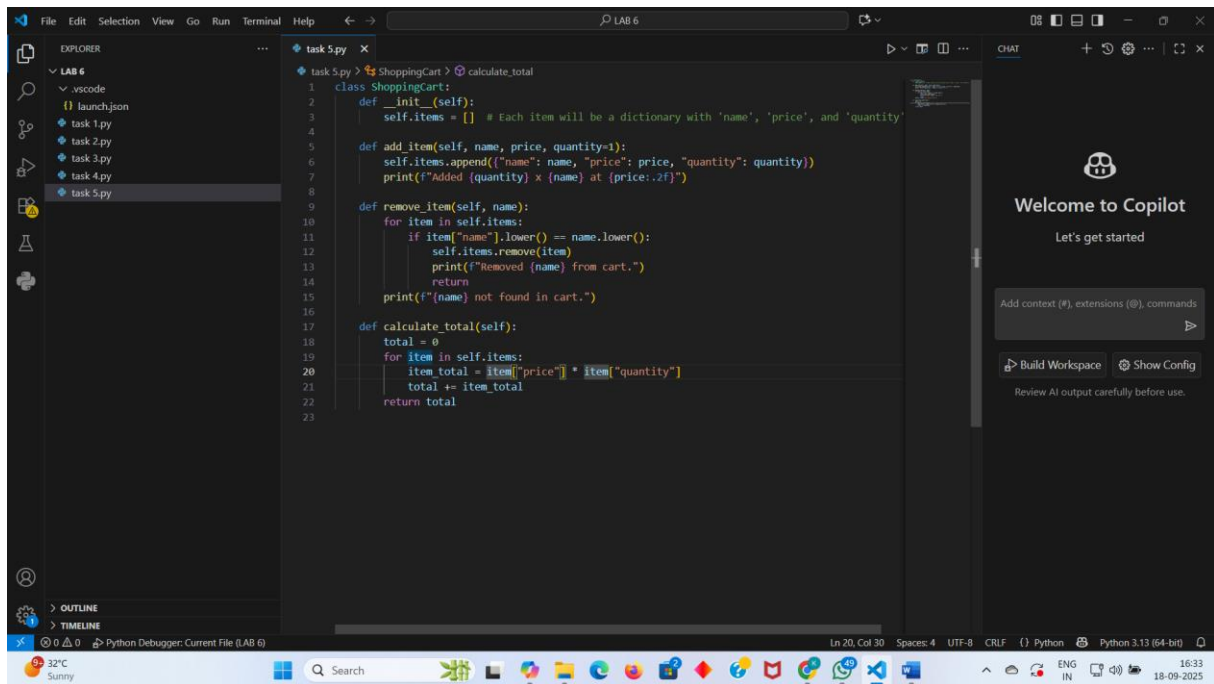 File Edit Selection View Go Run Terminal Help
LAB 6
EXPLORER
LAB 6
.vscode
{} launch.json
task 1.py
task 2.py
task 3.py
task 4.py
task 5.py
OUTLINE
TIMELINE
task 5.py
task 5.py > ShoppingCart > calculate_total
1 class ShoppingCart:
2     def __init__(self):
3         self.items = []  # Each item will be a dictionary with 'name', 'price', and 'quantity'
4
5     def add_item(self, name, price, quantity=1):
6         self.items.append({"name": name, "price": price, "quantity": quantity})
7         print(f"Added {quantity} x {name} at {price:.2f}")
8
9     def remove_item(self, name):
10         for item in self.items:
11             if item["name"].lower() == name.lower():
12                 self.items.remove(item)
13                 print(f"Removed {name} from cart.")
14                 return
15         print(f"{name} not found in cart.")
16
17     def calculate_total(self):
18         total = 0
19         for item in self.items:
20             item_total = item["price"] * item["quantity"]
21             total += item_total
22         return total
23
CHAT
Welcome to Copilot
Let's get started
Add context (#), extensions (@), commands
Build Workspace Show Config
Review AI output carefully before use.
0 0 Python Debugger: Current File (LAB 6) Ln 20, Col 30 Spaces: 4 UTF-8 CRLF {} Python Python 3.13 (64-bit)
9+ 32°C
Sunny
Search
49
ENG
IN
16:33
18-09-2025